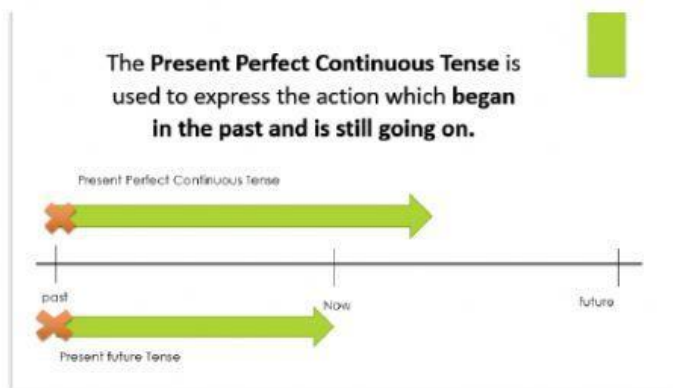 The Present Perfect Continuous Tense is
used to express the action which began
in the past and is still going on.
Present Perfect Continuous Tense
past
Now
future
Present future Tense